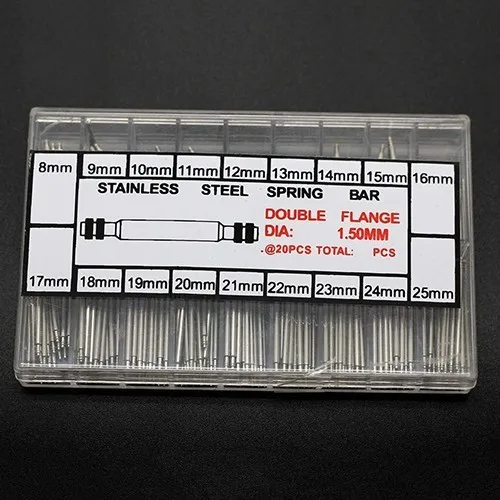 8mm 9mm 10mm 11mm 12mm 13mm 14mm 15mm 16mm
STAINLESS STEEL SPRING BAR
DOUBLE FLANGE
DIA: 1.50MM
.@20PCS TOTAL: PCS
17mm 18mm 19mm 20mm 21mm 22mm 23mm 24mm 25mm